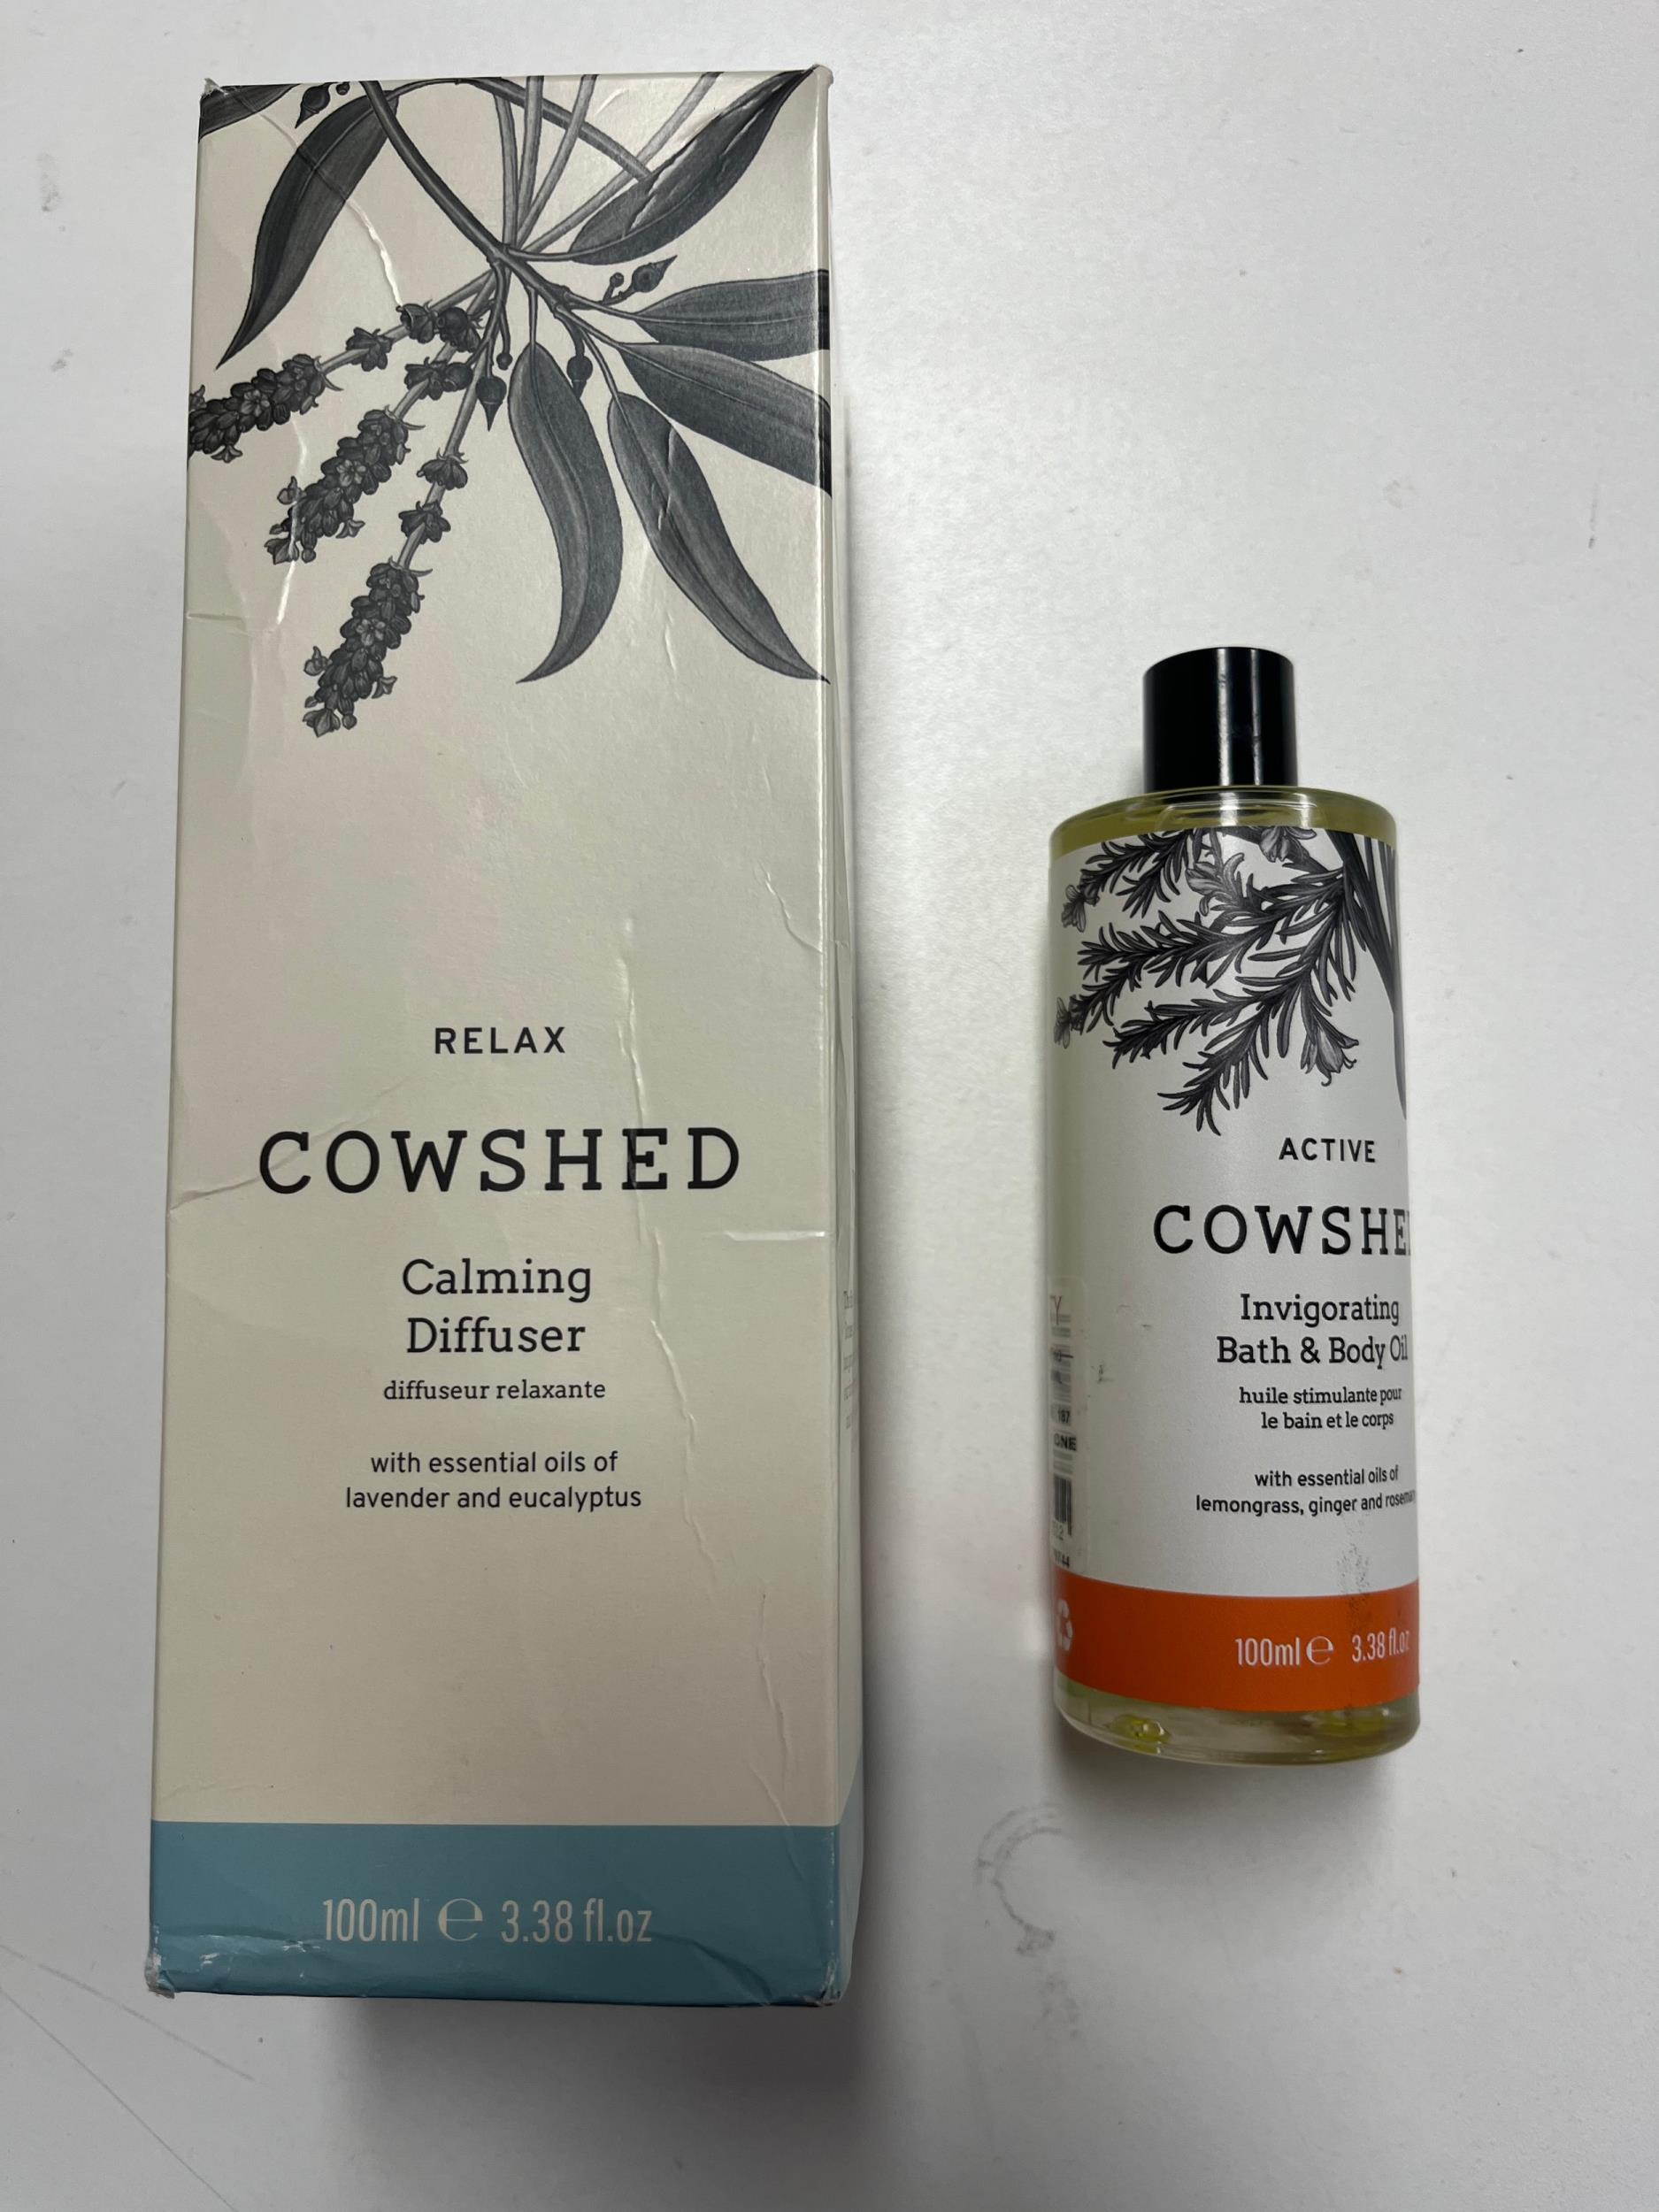 RELAX
COWSHED
Calming
Diffuser
diffuseur relaxante
with essential oils of
lavender and eucalyptus
100ml ℮ 3.38 fl.oz
ACTIVE
COWSHE
Invigorating
Bath & Body Oil
huile stimulante pour
le bain et le corps
with essential oils of
lemongrass, ginger and rosemary
100ml ℮ 3.38 fl.oz
187